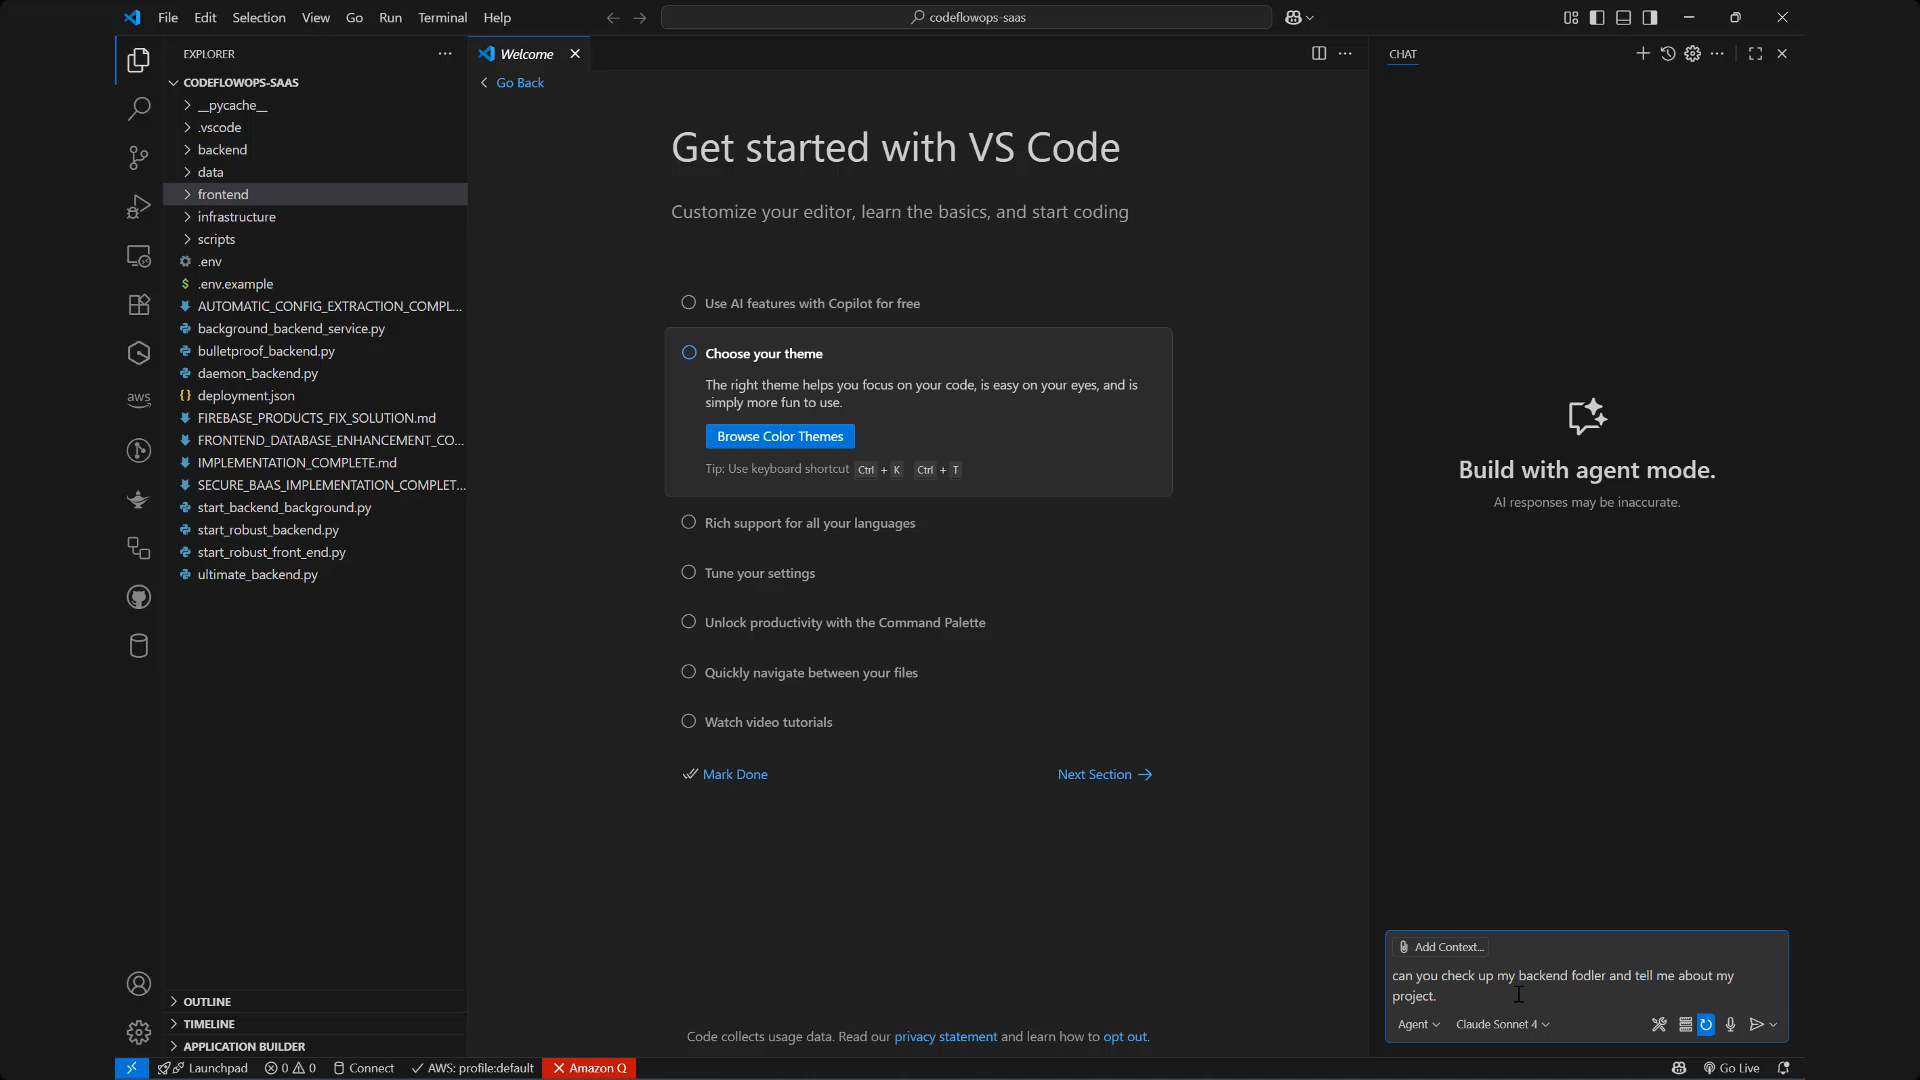 File Edit Selection View Go Run Terminal Help
codeflowops-saas
EXPLORER
CODEFLOWOPS-SAAS
__pycache__
.vscode
backend
data
frontend
infrastructure
scripts
.env
$ .env.example
AUTOMATIC_CONFIG_EXTRACTION_COMPL...
background_backend_service.py
bulletproof_backend.py
daemon_backend.py
{} deployment.json
FIREBASE_PRODUCTS_FIX_SOLUTION.md
FRONTEND_DATABASE_ENHANCEMENT_CO...
IMPLEMENTATION_COMPLETE.md
SECURE_BAAS_IMPLEMENTATION_COMPLET...
start_backend_background.py
start_robust_backend.py
start_robust_front_end.py
ultimate_backend.py
aws
OUTLINE
TIMELINE
APPLICATION BUILDER
Welcome
Go Back
Get started with VS Code
Customize your editor, learn the basics, and start coding
Use AI features with Copilot for free
Choose your theme
The right theme helps you focus on your code, is easy on your eyes, and is
simply more fun to use.
Browse Color Themes
Tip: Use keyboard shortcut Ctrl + K Ctrl + T
Rich support for all your languages
Tune your settings
Unlock productivity with the Command Palette
Quickly navigate between your files
Watch video tutorials
Mark Done
Next Section
Code collects usage data. Read our privacy statement and learn how to opt out.
CHAT
Build with agent mode.
AI responses may be inaccurate.
Add Context...
can you check up my backend fodler and tell me about my
project.
Agent Claude Sonnet 4
Launchpad 0 0 Connect AWS: profile:default Amazon Q
Go Live